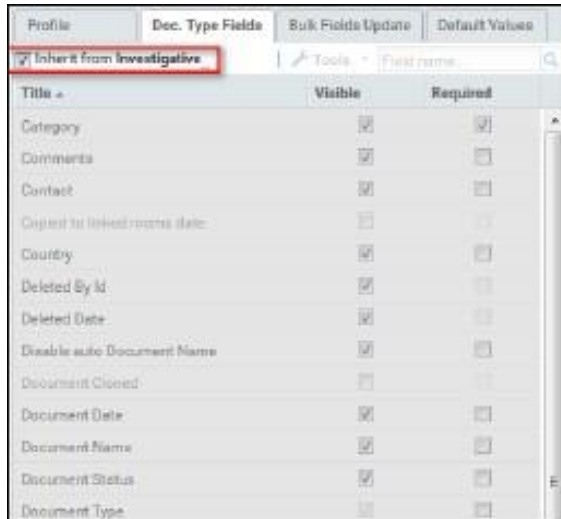 Profile Dec. Type Fields Bulk Fields Update Default Values
Inherit from Investigative Tools Field name...
Title Visible Required
Category
Comments
Contact
Copied to linked rooms date
Country
Deleted By Id
Deleted Date
Disable auto Document Name
Document Cloned
Document Date
Document Name
Document Status
Document Type